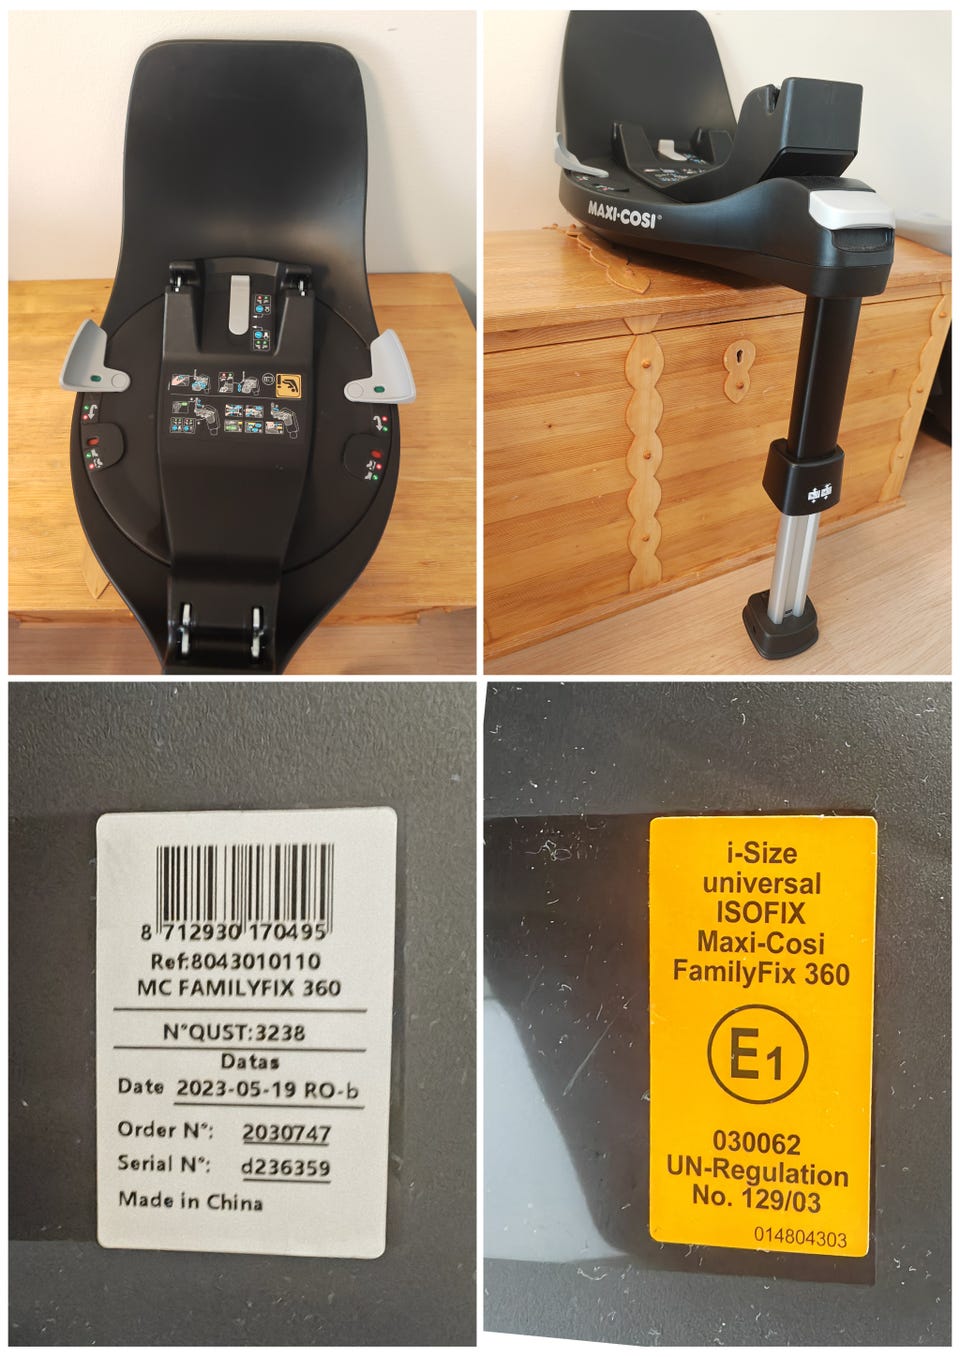 MAXI-COSI®
8 712930 170495
Ref:8043010110
MC FAMILYFIX 360
N°QUST:3238
Datas
Date 2023-05-19 RO-b
Order N°: 2030747
Serial N°: d236359
Made in China
i-Size
universal
ISOFIX
Maxi-Cosi
FamilyFix 360
E1
030062
UN-Regulation
No. 129/03
014804303